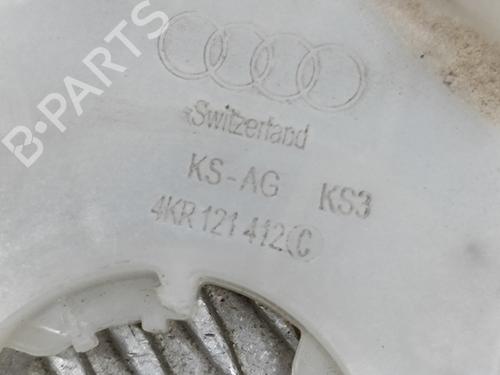 B-PARTS
Switzerland
KS-AG KS3
4KR 121 412(C)